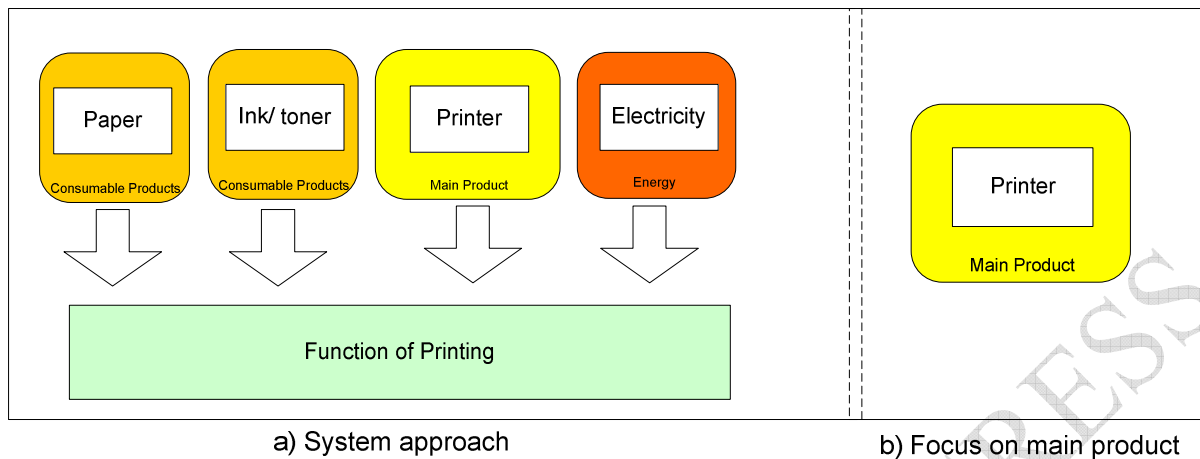 Paper
Consumable Products
Ink/ toner
Consumable Products
Printer
Main Product
Electricity
Energy
Function of Printing
a) System approach
Printer
Main Product
b) Focus on main product
RESS